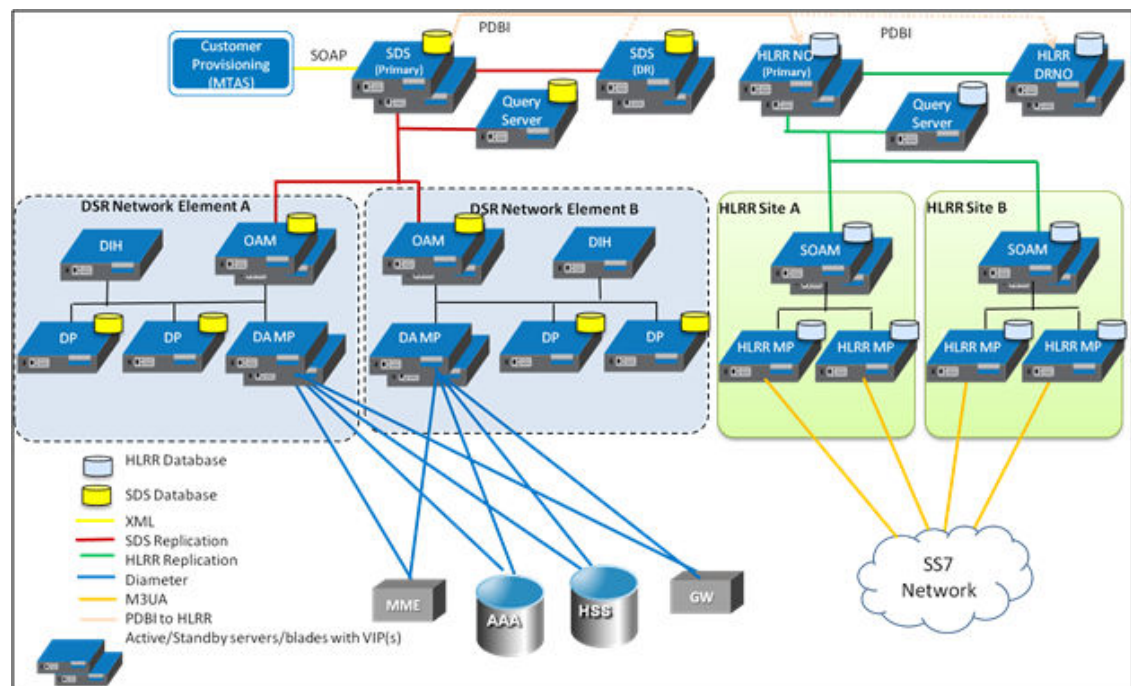 Customer
Provisioning
(MTAS)
SOAP
SDS
(Primary)
PDBI
SDS
(DR)
HLRR NO
(Primary)
PDBI
HLRR
DRNO
Query
Server
Query
Server
DSR Network Element A
DIH
OAM
DP
DP
DA MP
DSR Network Element B
OAM
DIH
DA MP
DP
DP
HLRR Site A
SOAM
HLRR MP
HLRR MP
HLRR Site B
SOAM
HLRR MP
HLRR MP
HLRR Database
SDS Database
XML
SDS Replication
HLRR Replication
Diameter
M3UA
PDBI to HLRR
Active/Standby servers/blades with VIP(s)
MME
AAA
HSS
GW
SS7
Network